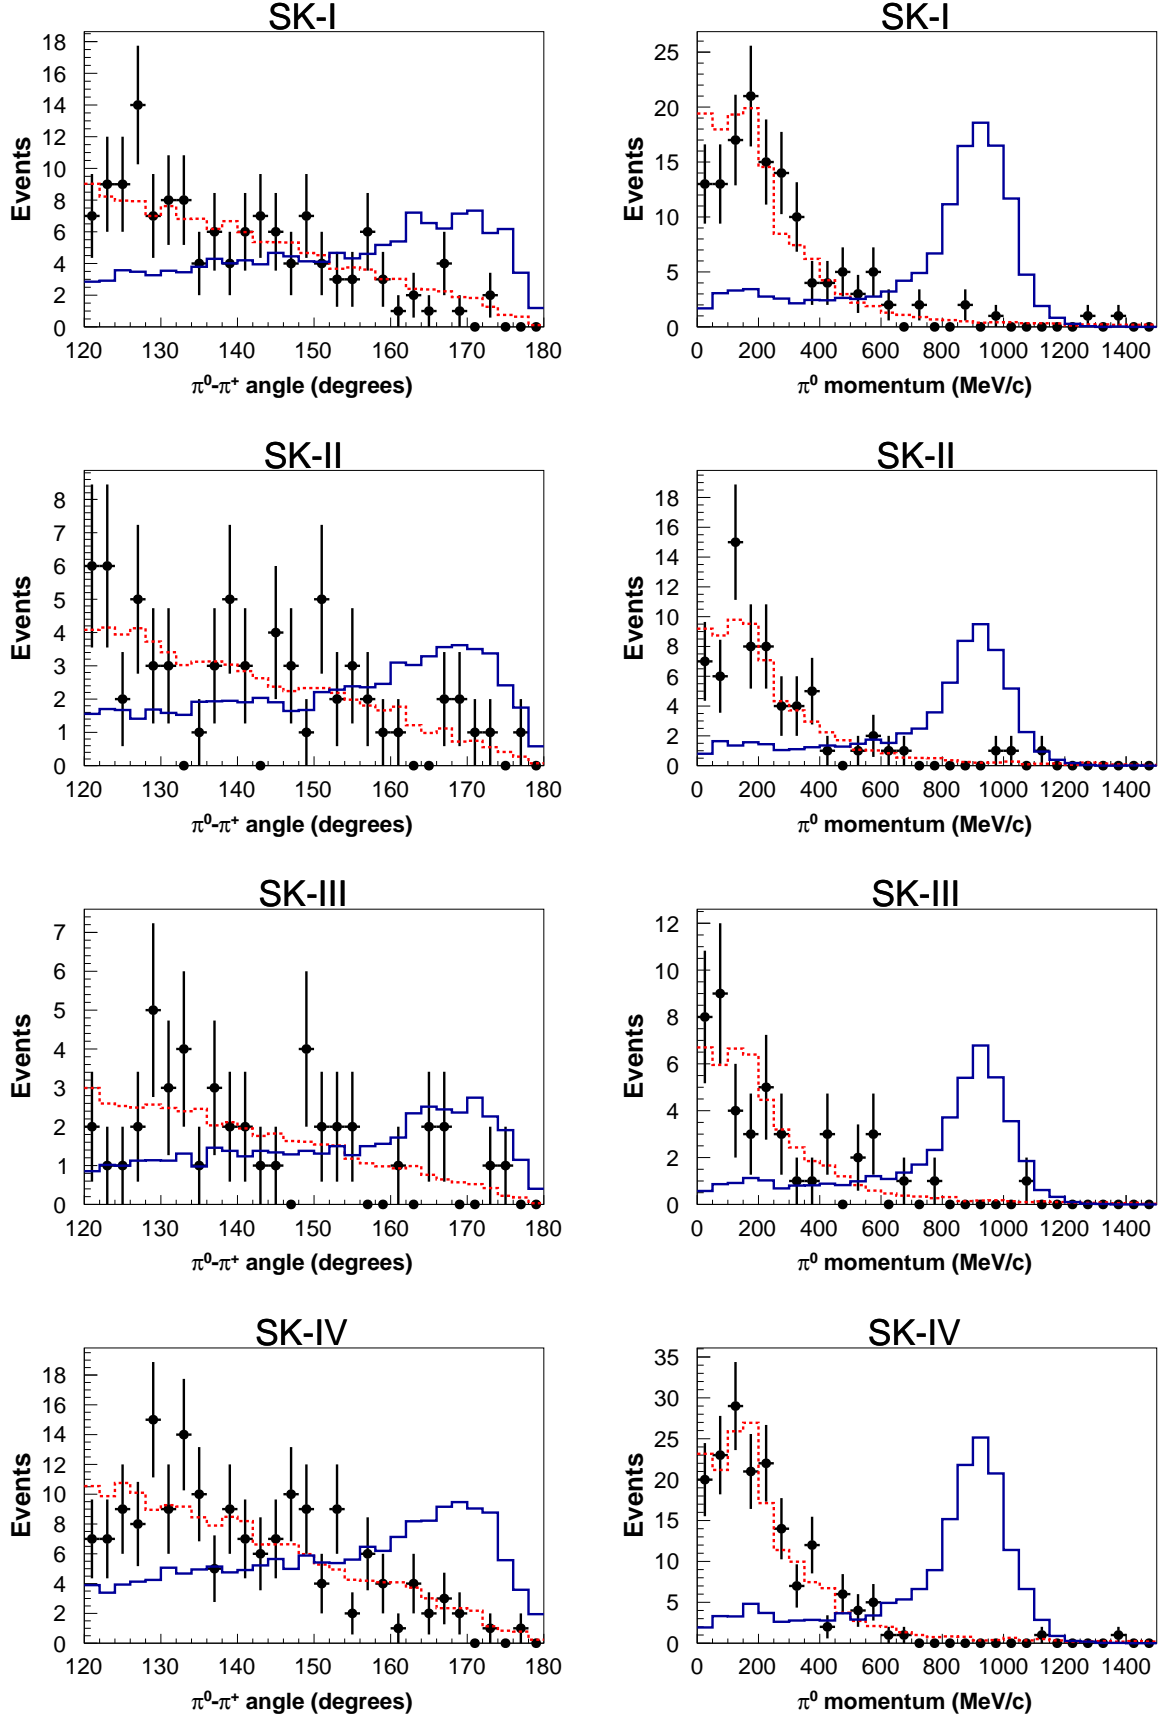 SK-I
SK-I
Events
0 2 4 6 8 10 12 14 16 18
120 130 140 150 160 170 180
π⁰-π⁺ angle (degrees)
Events
0 5 10 15 20 25
0 200 400 600 800 1000 1200 1400
π⁰ momentum (MeV/c)
SK-II
SK-II
Events
0 1 2 3 4 5 6 7 8
120 130 140 150 160 170 180
π⁰-π⁺ angle (degrees)
Events
0 2 4 6 8 10 12 14 16 18
0 200 400 600 800 1000 1200 1400
π⁰ momentum (MeV/c)
SK-III
SK-III
Events
0 1 2 3 4 5 6 7
120 130 140 150 160 170 180
π⁰-π⁺ angle (degrees)
Events
0 2 4 6 8 10 12
0 200 400 600 800 1000 1200 1400
π⁰ momentum (MeV/c)
SK-IV
SK-IV
Events
0 2 4 6 8 10 12 14 16 18
120 130 140 150 160 170 180
π⁰-π⁺ angle (degrees)
Events
0 5 10 15 20 25 30 35
0 200 400 600 800 1000 1200 1400
π⁰ momentum (MeV/c)